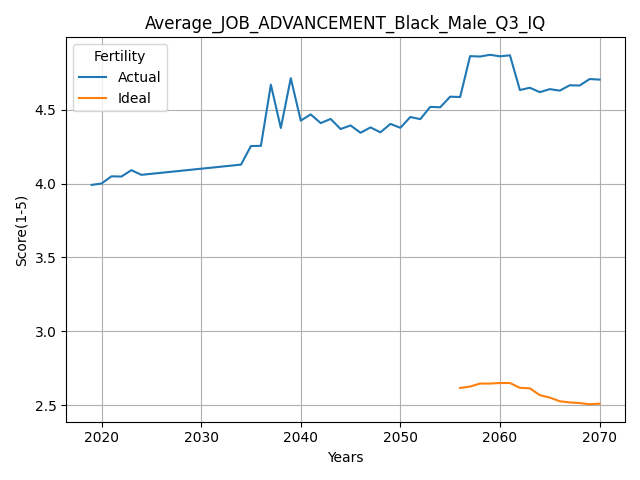 Average_JOB_ADVANCEMENT_Black_Male_Q3_IQ
Fertility
Actual
Ideal
Score(1-5)
4.5
4.0
3.5
3.0
2.5
2020 2030 2040 2050 2060 2070
Years